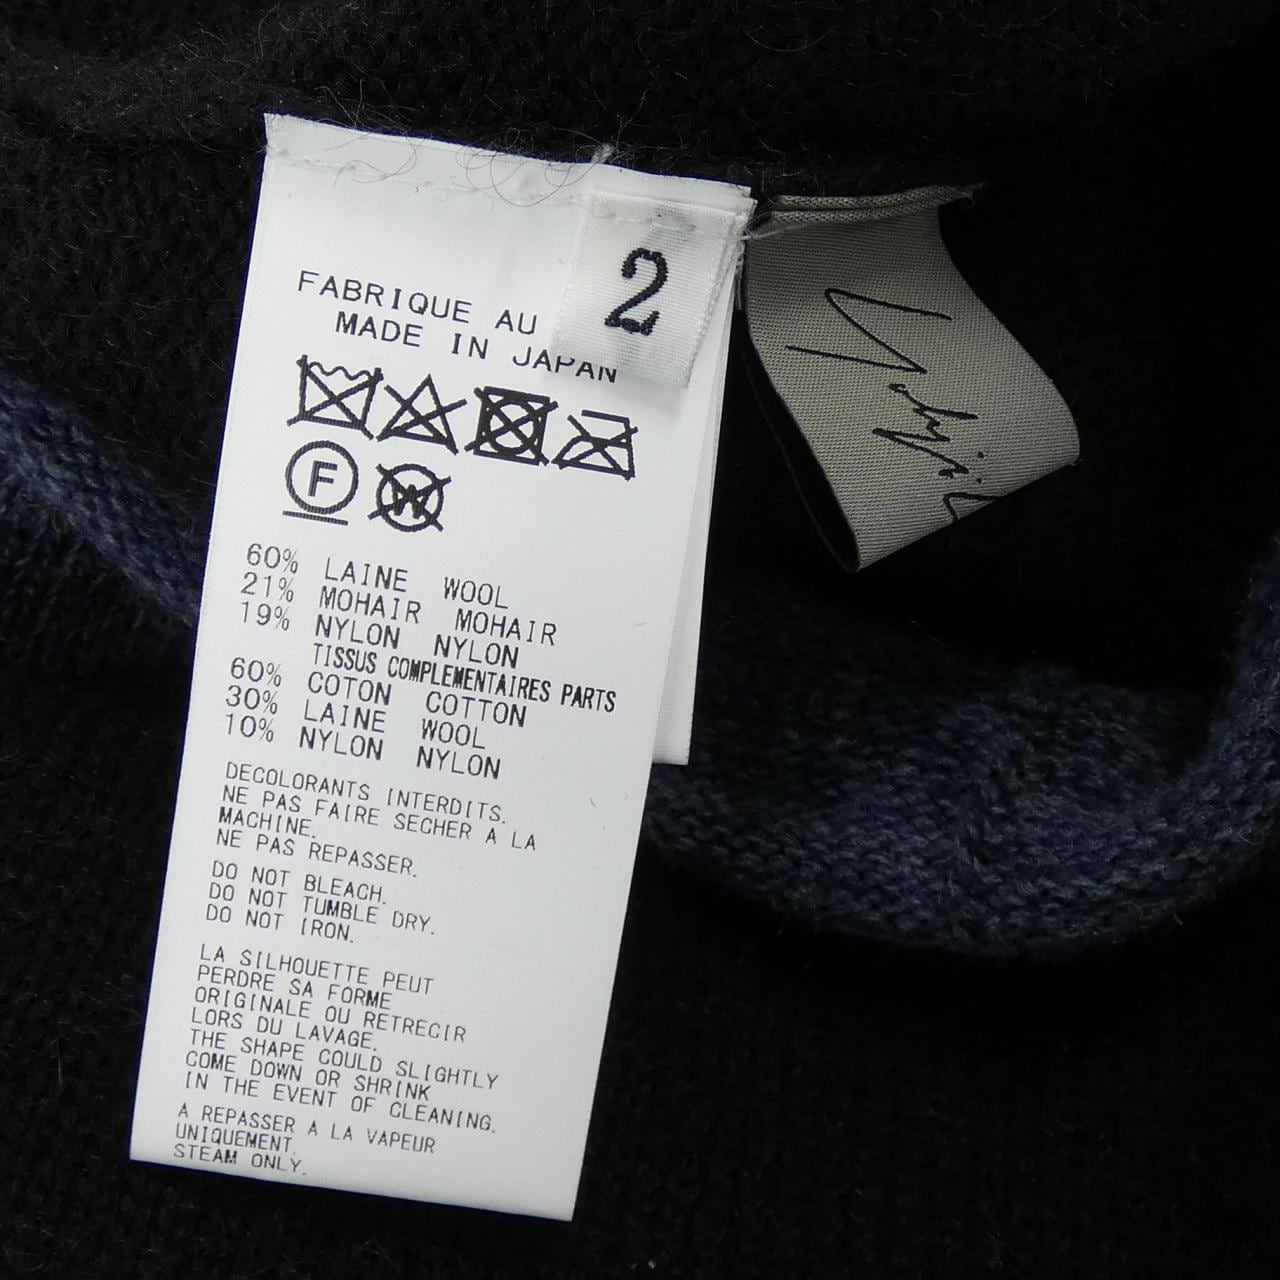 2
FABRIQUE AU
MADE IN JAPAN
F
W
60% LAINE WOOL
21% MOHAIR MOHAIR
19% NYLON NYLON
TISSUS COMPLEMENTAIRES PARTS
60% COTON COTTON
30% LAINE WOOL
10% NYLON NYLON
DECOLORANTS INTERDITS.
NE PAS FAIRE SECHER A LA
MACHINE.
NE PAS REPASSER.
DO NOT BLEACH.
DO NOT TUMBLE DRY.
DO NOT IRON.
LA SILHOUETTE PEUT
PERDRE SA FORME
ORIGINALE OU RETRECIR
LORS DU LAVAGE.
THE SHAPE COULD SLIGHTLY
COME DOWN OR SHRINK
IN THE EVENT OF CLEANING.
A REPASSER A LA VAPEUR
UNIQUEMENT.
STEAM ONLY.